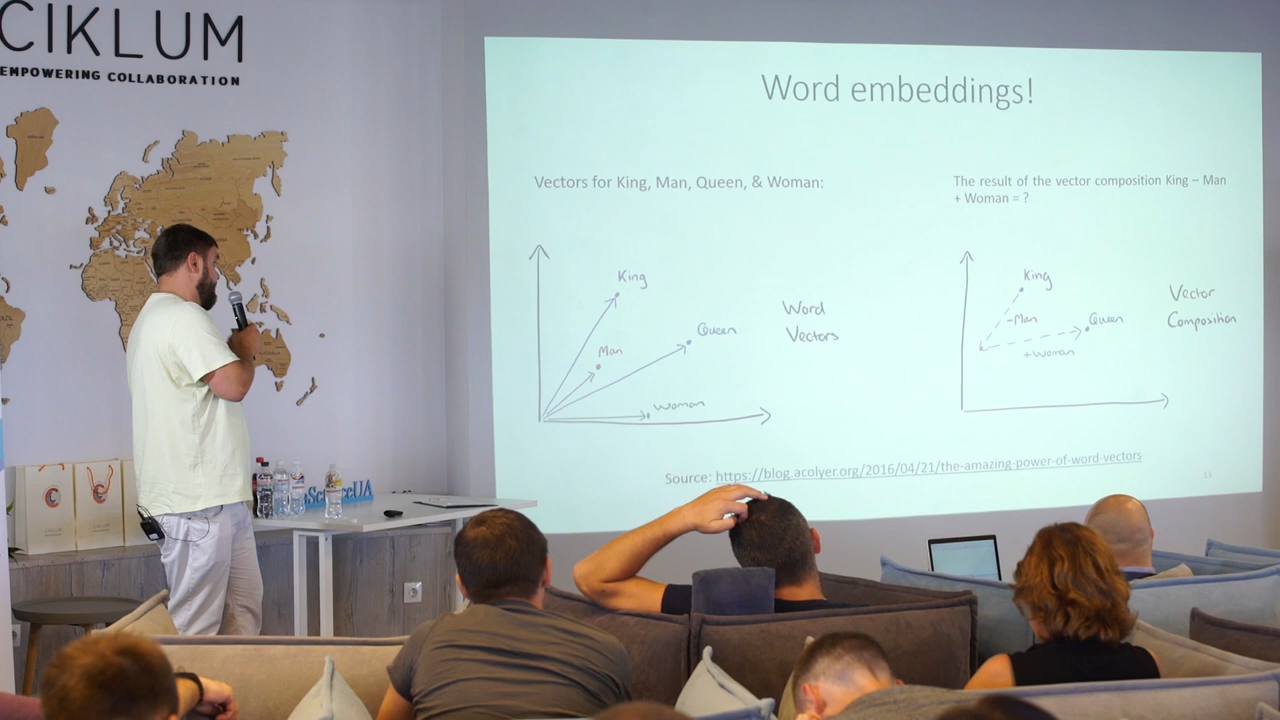 CIKLUM
EMPOWERING COLLABORATION
Word embeddings!
Vectors for King, Man, Queen, & Woman:
The result of the vector composition King – Man
+ Woman = ?
King
Man
Queen
Woman
Word
Vectors
King
-Man
Queen
+Woman
Vector
Composition
Source: https://blog.acolyer.org/2016/04/21/the-amazing-power-of-word-vectors